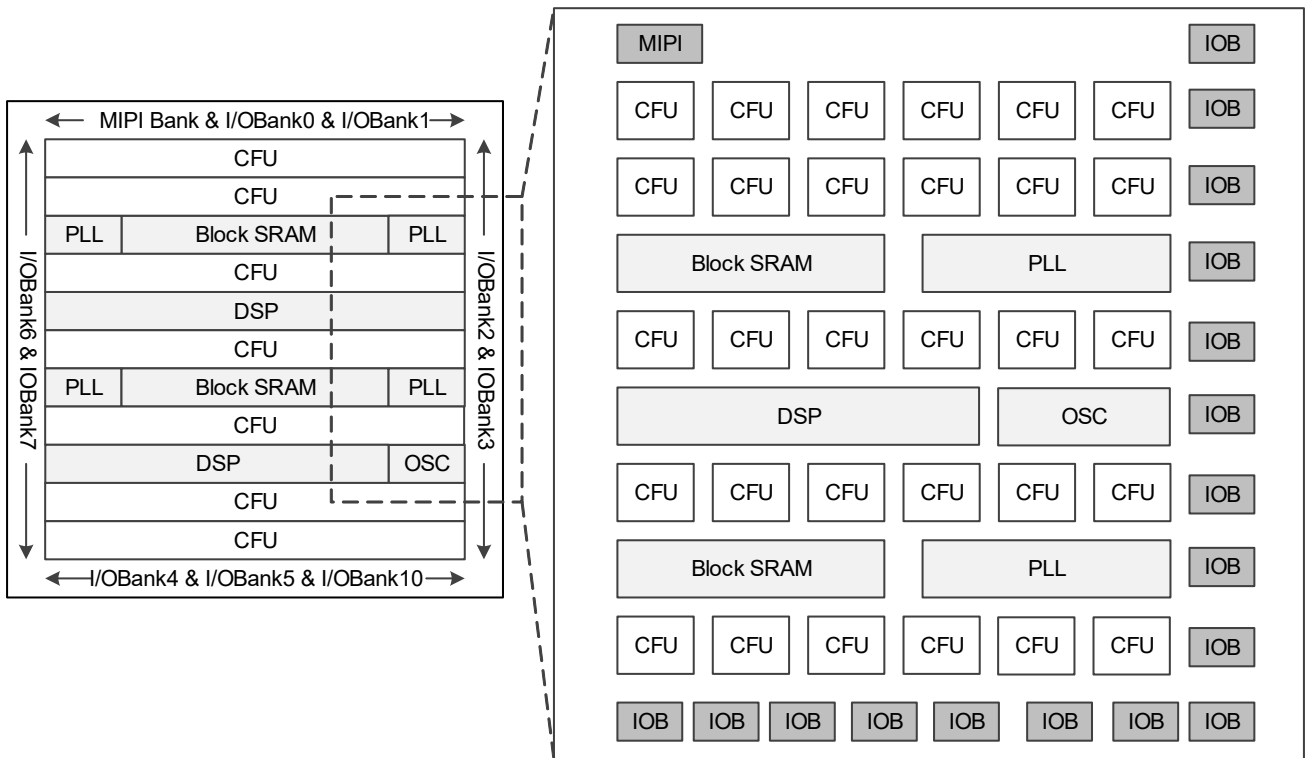 MIPI Bank & I/OBank0 & I/OBank1
I/OBank6 & IOBank7
I/OBank2 & IOBank3
CFU
CFU
PLL Block SRAM PLL
CFU
DSP
CFU
PLL Block SRAM PLL
CFU
DSP OSC
CFU
CFU
I/OBank4 & I/OBank5 & I/OBank10
MIPI IOB
CFU CFU CFU CFU CFU CFU IOB
CFU CFU CFU CFU CFU CFU IOB
Block SRAM PLL IOB
CFU CFU CFU CFU CFU CFU IOB
DSP OSC IOB
CFU CFU CFU CFU CFU CFU IOB
Block SRAM PLL IOB
CFU CFU CFU CFU CFU CFU IOB
IOB IOB IOB IOB IOB IOB IOB IOB